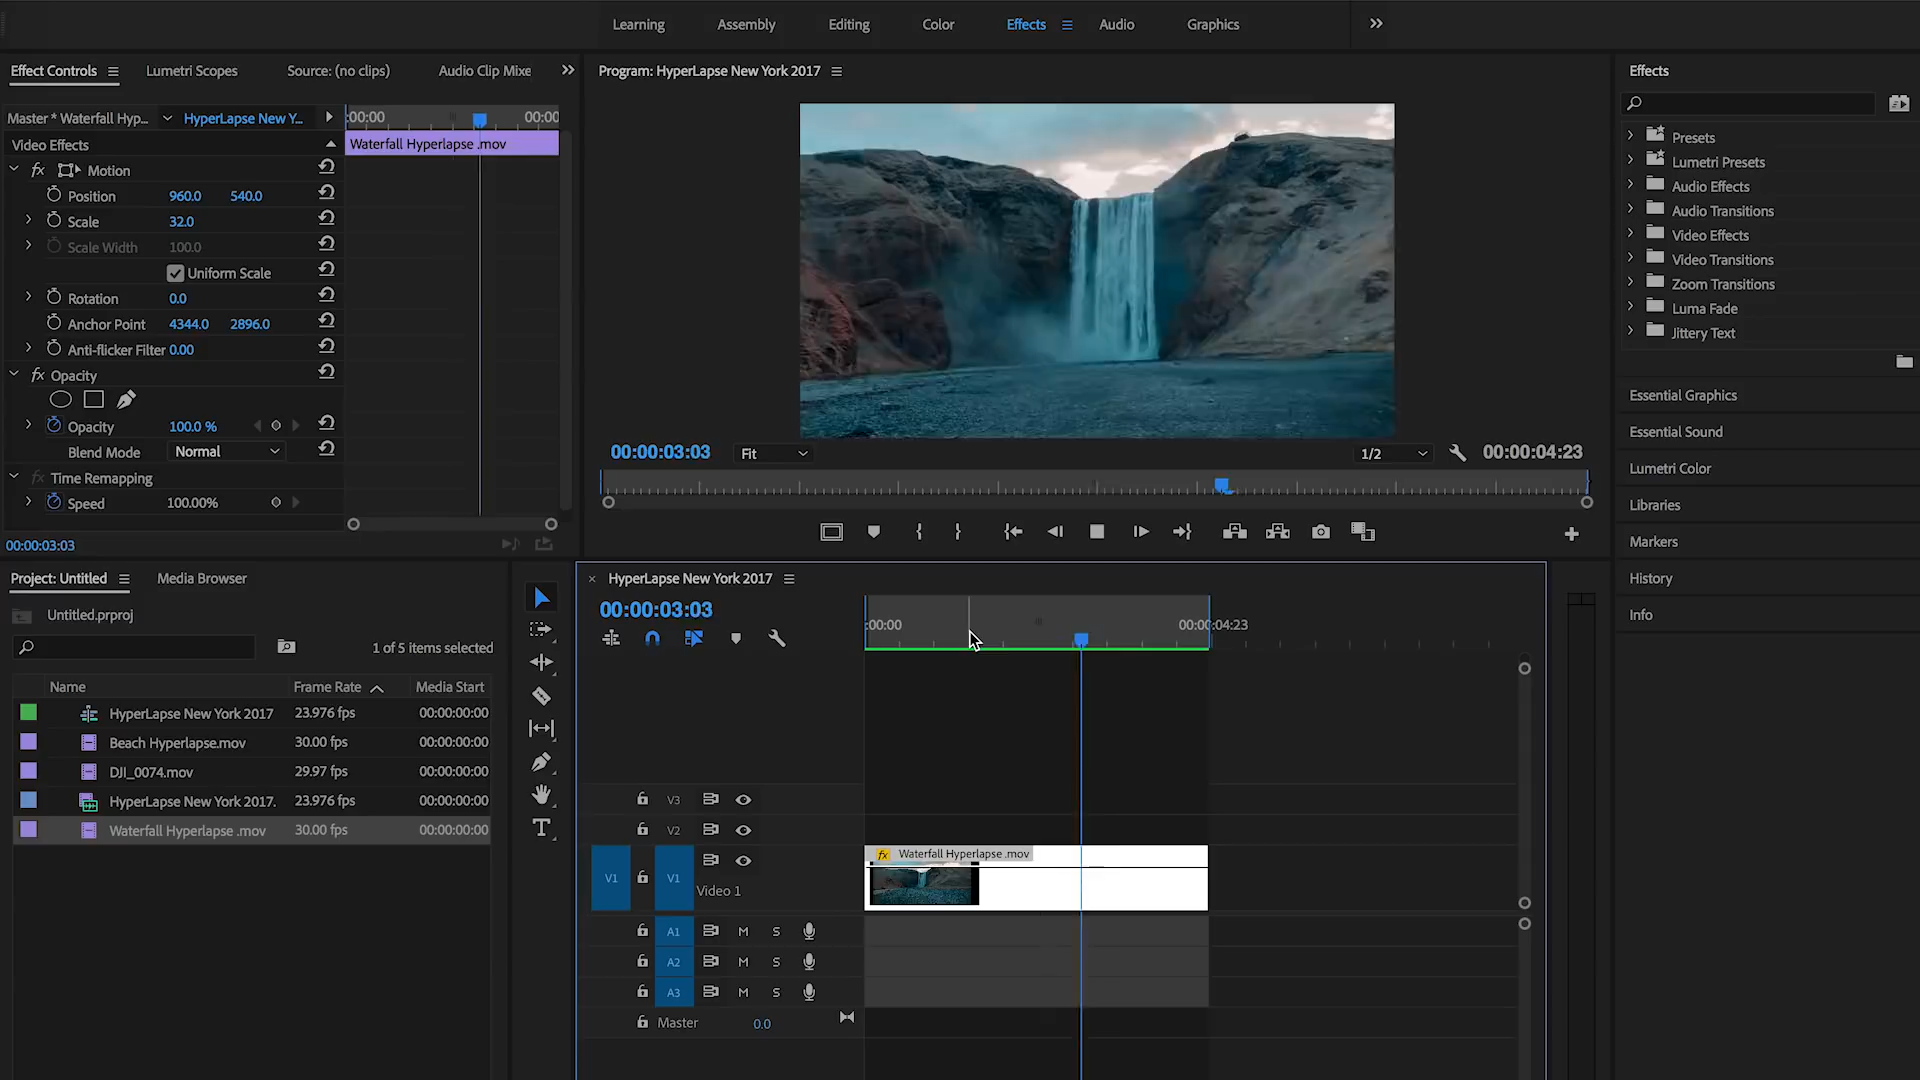 Learning Assembly Editing Color Effects Audio Graphics
Effect Controls Lumetri Scopes Source: (no clips) Audio Clip Mixe
Master * Waterfall Hyp... HyperLapse New Y...
:00:00 00:00
Video Effects
Waterfall Hyperlapse .mov
fx Motion
Position 960.0 540.0
Scale 32.0
Scale Width 100.0
Uniform Scale
Rotation 0.0
Anchor Point 4344.0 2896.0
Anti-flicker Filter 0.00
fx Opacity
Opacity 100.0 %
Blend Mode Normal
fx Time Remapping
Speed 100.00%
00:00:03:03
Program: HyperLapse New York 2017
00:00:03:03 Fit 1/2 00:00:04:23
Effects
Presets
Lumetri Presets
Audio Effects
Audio Transitions
Video Effects
Video Transitions
Zoom Transitions
Luma Fade
Jittery Text
Essential Graphics
Essential Sound
Lumetri Color
Libraries
Markers
History
Info
Project: Untitled Media Browser
Untitled.prproj
1 of 5 items selected
Name Frame Rate Media Start
HyperLapse New York 2017 23.976 fps 00:00:00:00
Beach Hyperlapse.mov 30.00 fps 00:00:00:00
DJI_0074.mov 29.97 fps 00:00:00:00
HyperLapse New York 2017. 23.976 fps 00:00:00:00
Waterfall Hyperlapse .mov 30.00 fps 00:00:00:00
T
× HyperLapse New York 2017
00:00:03:03
:00:00 00:00:04:23
V3
V2
V1 V1 Video 1
fx Waterfall Hyperlapse .mov
A1 M S
A2 M S
A3 M S
Master 0.0